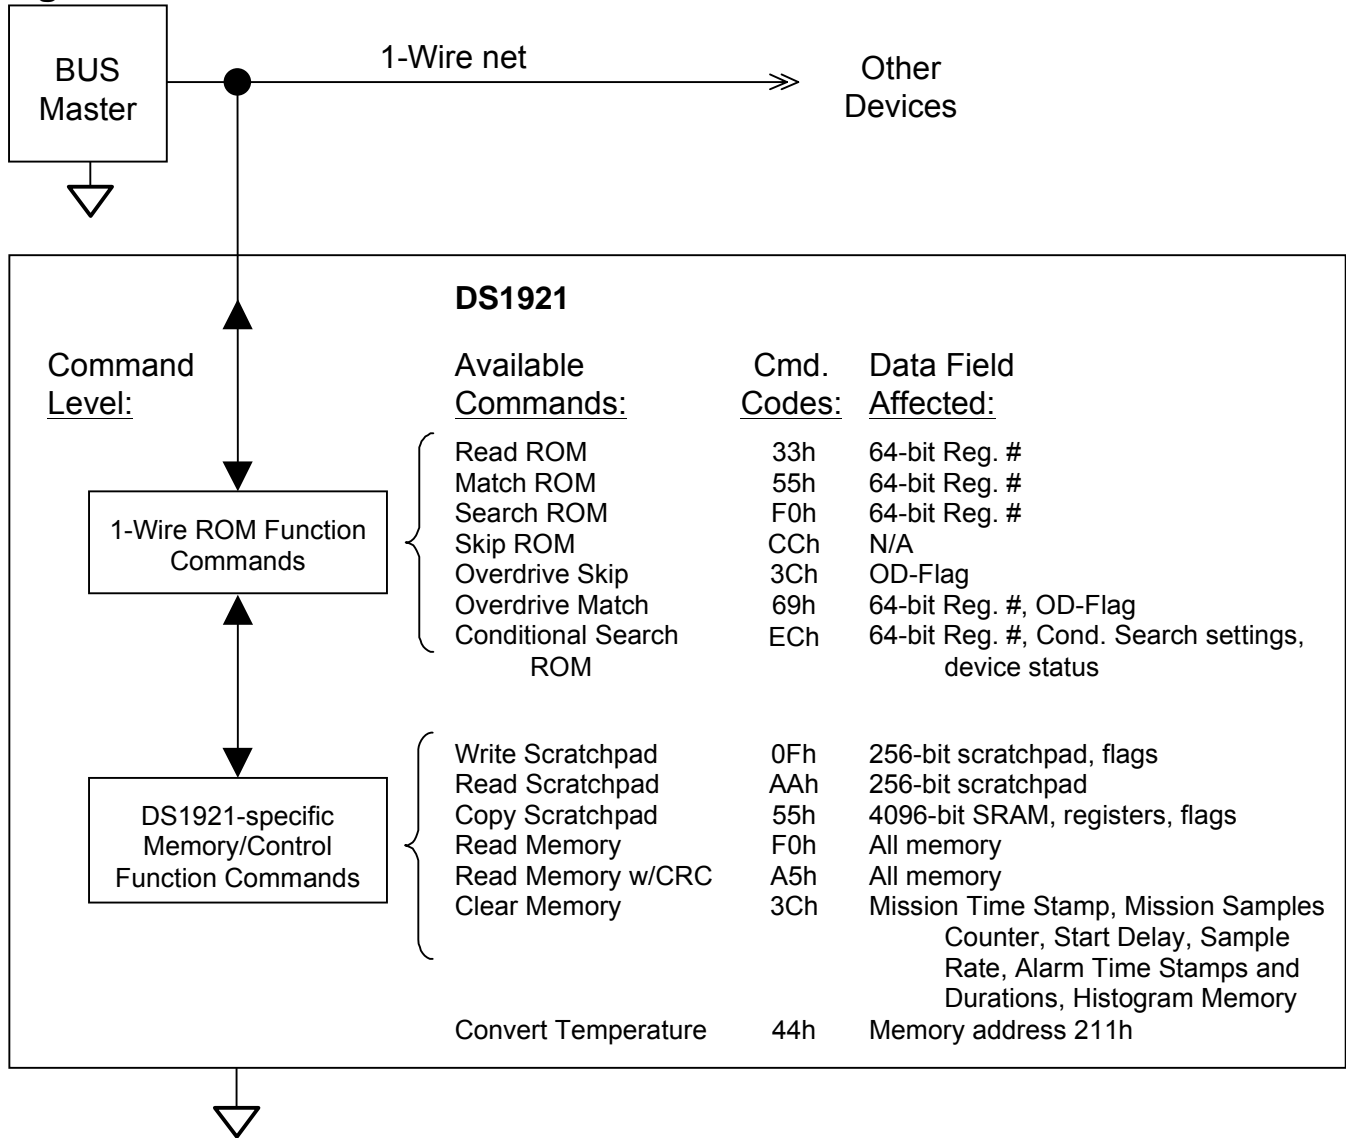 BUS
Master
1-Wire net
Other
Devices
DS1921
Command
Level:
Available
Commands:
Cmd.
Codes:
Data Field
Affected:
1-Wire ROM Function
Commands
Read ROM 33h 64-bit Reg. #
Match ROM 55h 64-bit Reg. #
Search ROM F0h 64-bit Reg. #
Skip ROM CCh N/A
Overdrive Skip 3Ch OD-Flag
Overdrive Match 69h 64-bit Reg. #, OD-Flag
Conditional Search ECh 64-bit Reg. #, Cond. Search settings,
ROM device status
DS1921-specific
Memory/Control
Function Commands
Write Scratchpad 0Fh 256-bit scratchpad, flags
Read Scratchpad AAh 256-bit scratchpad
Copy Scratchpad 55h 4096-bit SRAM, registers, flags
Read Memory F0h All memory
Read Memory w/CRC A5h All memory
Clear Memory 3Ch Mission Time Stamp, Mission Samples
Counter, Start Delay, Sample
Rate, Alarm Time Stamps and
Durations, Histogram Memory
Convert Temperature 44h Memory address 211h